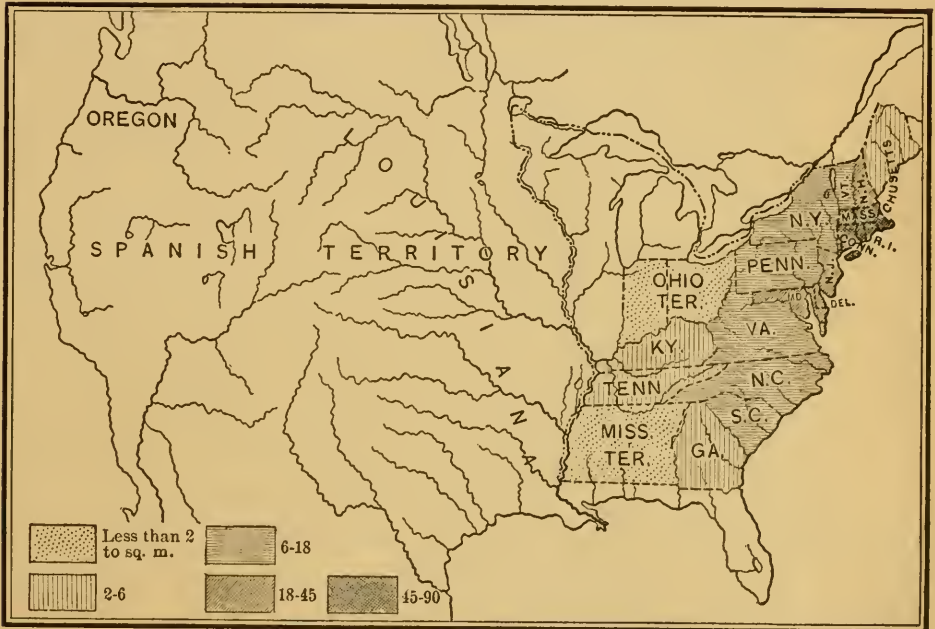 OREGON
SPANISH TERRITORY
LOUISIANA
OHIO
TER.
KY.
TENN
MISS
TER.
GA.
S.C.
N.C.
VA.
MD
DEL.
PENN.
N.J.
N.Y.
CONN.
R.I.
MASS
ACHUSETTS
VT.
N.H.
Less than 2
to sq. m.
2-6
6-18
18-45
45-90